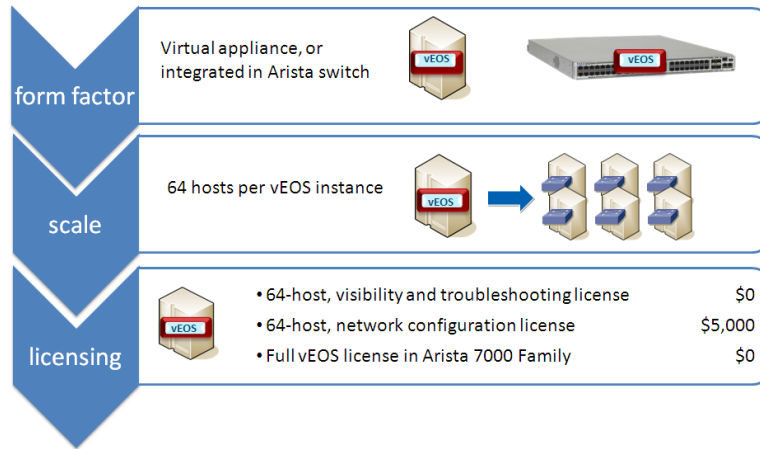 form factor
Virtual appliance, or
integrated in Arista switch
vEOS
vEOS
scale
64 hosts per vEOS instance
vEOS
licensing
vEOS
• 64-host, visibility and troubleshooting license $0
• 64-host, network configuration license $5,000
• Full vEOS license in Arista 7000 Family $0